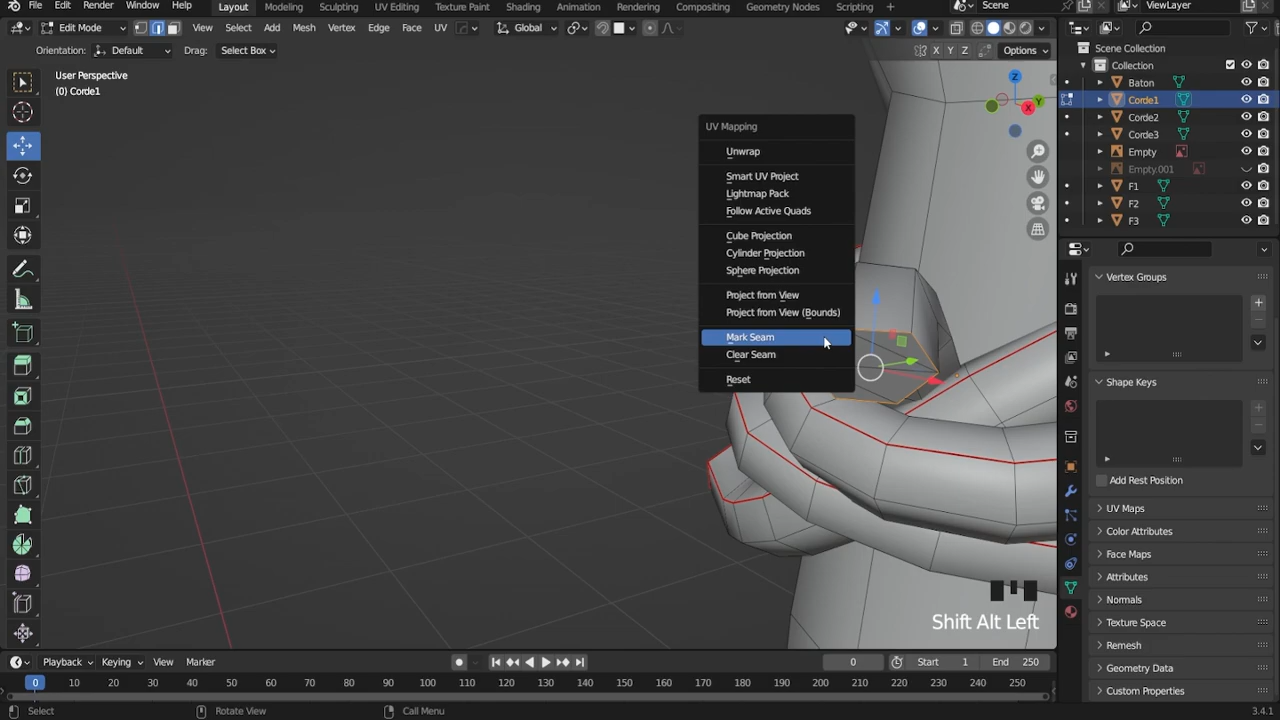 File Edit Render Window Help Layout Modeling Sculpting UV Editing Texture Paint Shading Animation Rendering Compositing Geometry Nodes Scripting + Scene ViewLayer
Edit Mode View Select Add Mesh Vertex Edge Face UV Global
Orientation: Default Drag: Select Box X Y Z Options
User Perspective
(0) Corde1
Z
Y
X
UV Mapping
Unwrap
Smart UV Project
Lightmap Pack
Follow Active Quads
Cube Projection
Cylinder Projection
Sphere Projection
Project from View
Project from View (Bounds)
Mark Seam
Clear Seam
Reset
Shift Alt Left
Scene Collection
Collection
Baton
Corde1
Corde2
Corde3
Empty
Empty.001
F1
F2
F3
Vertex Groups
Shape Keys
Add Rest Position
UV Maps
Color Attributes
Face Maps
Attributes
Normals
Texture Space
Remesh
Geometry Data
Custom Properties
Playback Keying View Marker 0 Start 1 End 250
0 10 20 30 40 50 60 70 80 90 100 110 120 130 140 150 160 170 180 190 200 210 220 230 240 250
Select Rotate View Call Menu 3.4.1